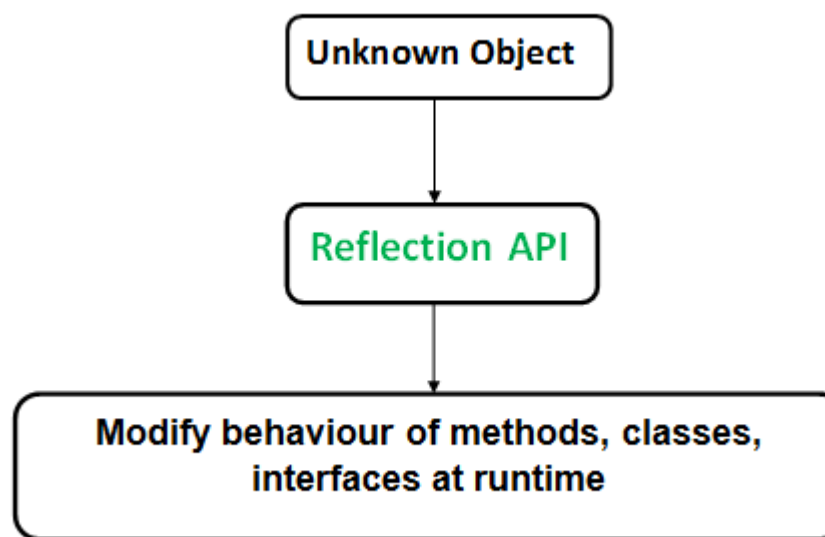 Unknown Object
Reflection API
Modify behaviour of methods, classes,
interfaces at runtime